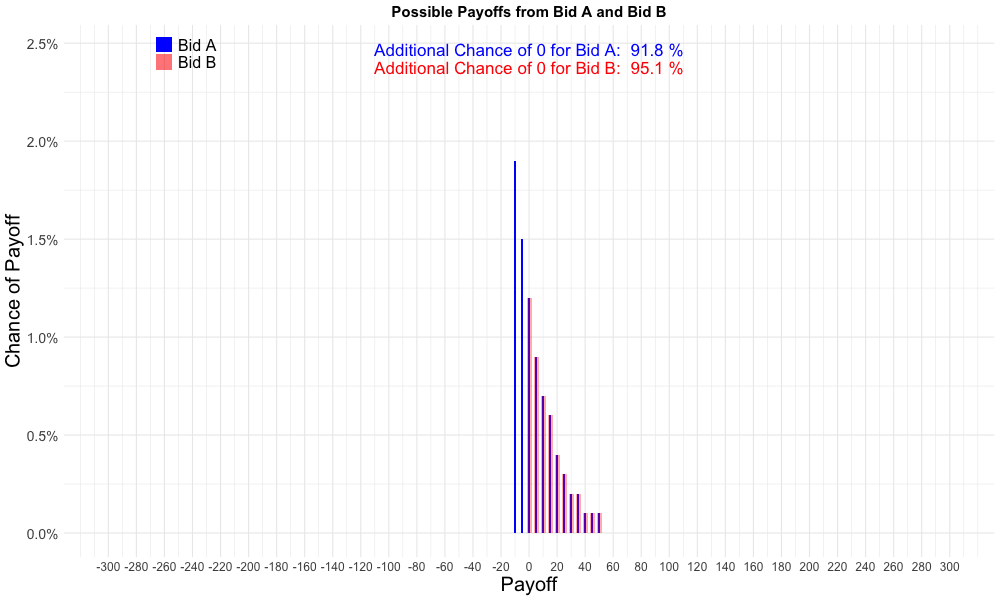 Possible Payoffs from Bid A and Bid B
Bid A
Bid B
Additional Chance of 0 for Bid A:  91.8 %
Additional Chance of 0 for Bid B:  95.1 %
Chance of Payoff
2.5%
2.0%
1.5%
1.0%
0.5%
0.0%
-300 -280 -260 -240 -220 -200 -180 -160 -140 -120 -100 -80 -60 -40 -20 0 20 40 60 80 100 120 140 160 180 200 220 240 260 280 300
Payoff